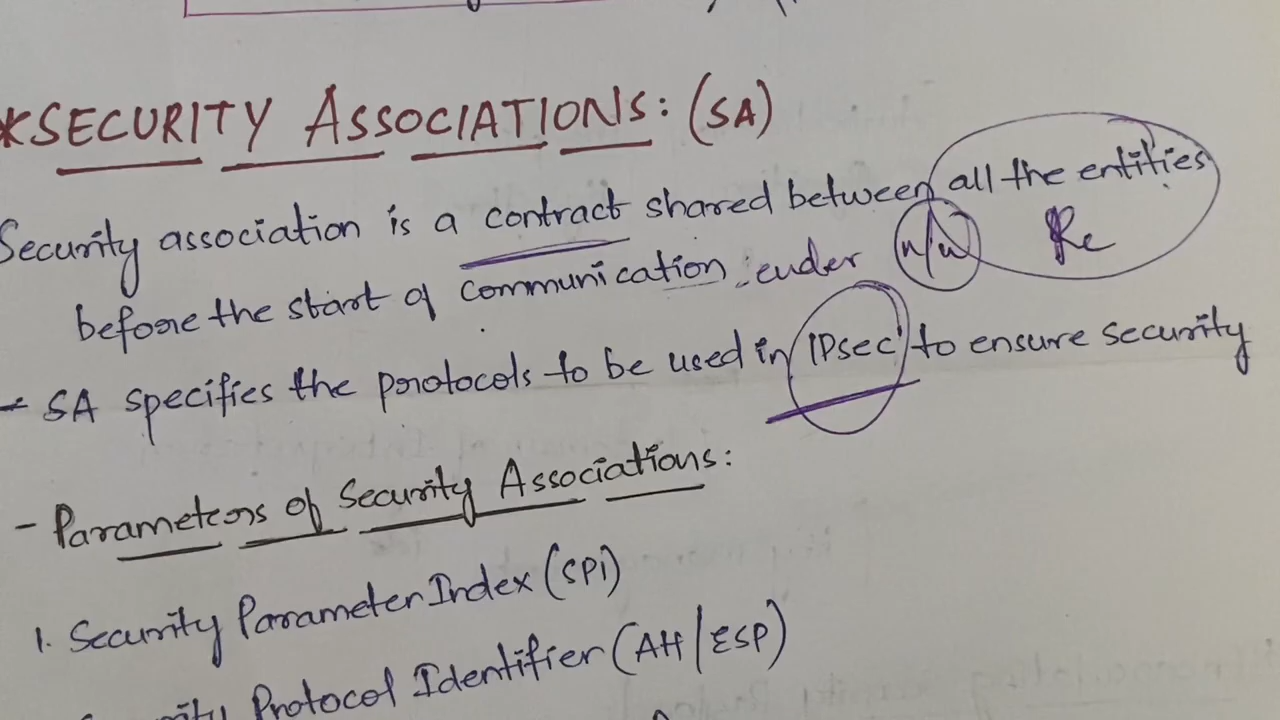 *SECURITY ASSOCIATIONS: (SA)
Security association is a contract shared between all the entities
before the start of communication under n/w
- SA specifies the protocols to be used in IPsec to ensure security
- Parameters of Security Associations:
1. Security Parameter Index (SPI)
Protocol Identifier (AH/ESP)